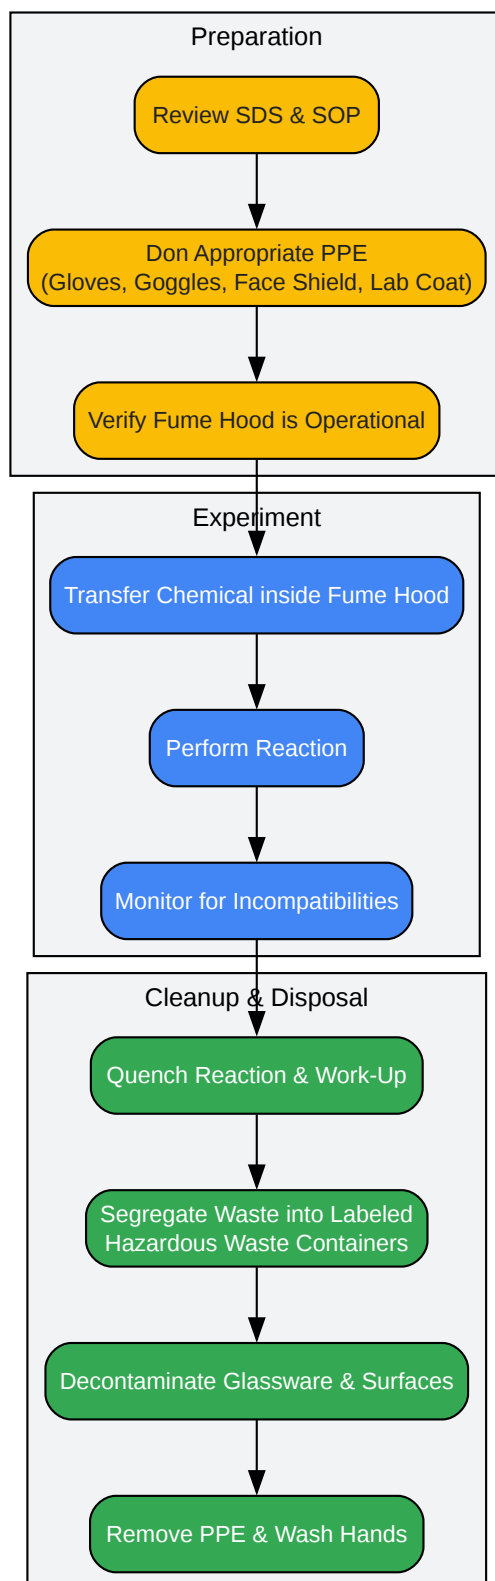 Preparation
Review SDS & SOP
Don Appropriate PPE
(Gloves, Goggles, Face Shield, Lab Coat)
Verify Fume Hood is Operational
Experiment
Transfer Chemical inside Fume Hood
Perform Reaction
Monitor for Incompatibilities
Cleanup & Disposal
Quench Reaction & Work-Up
Segregate Waste into Labeled
Hazardous Waste Containers
Decontaminate Glassware & Surfaces
Remove PPE & Wash Hands